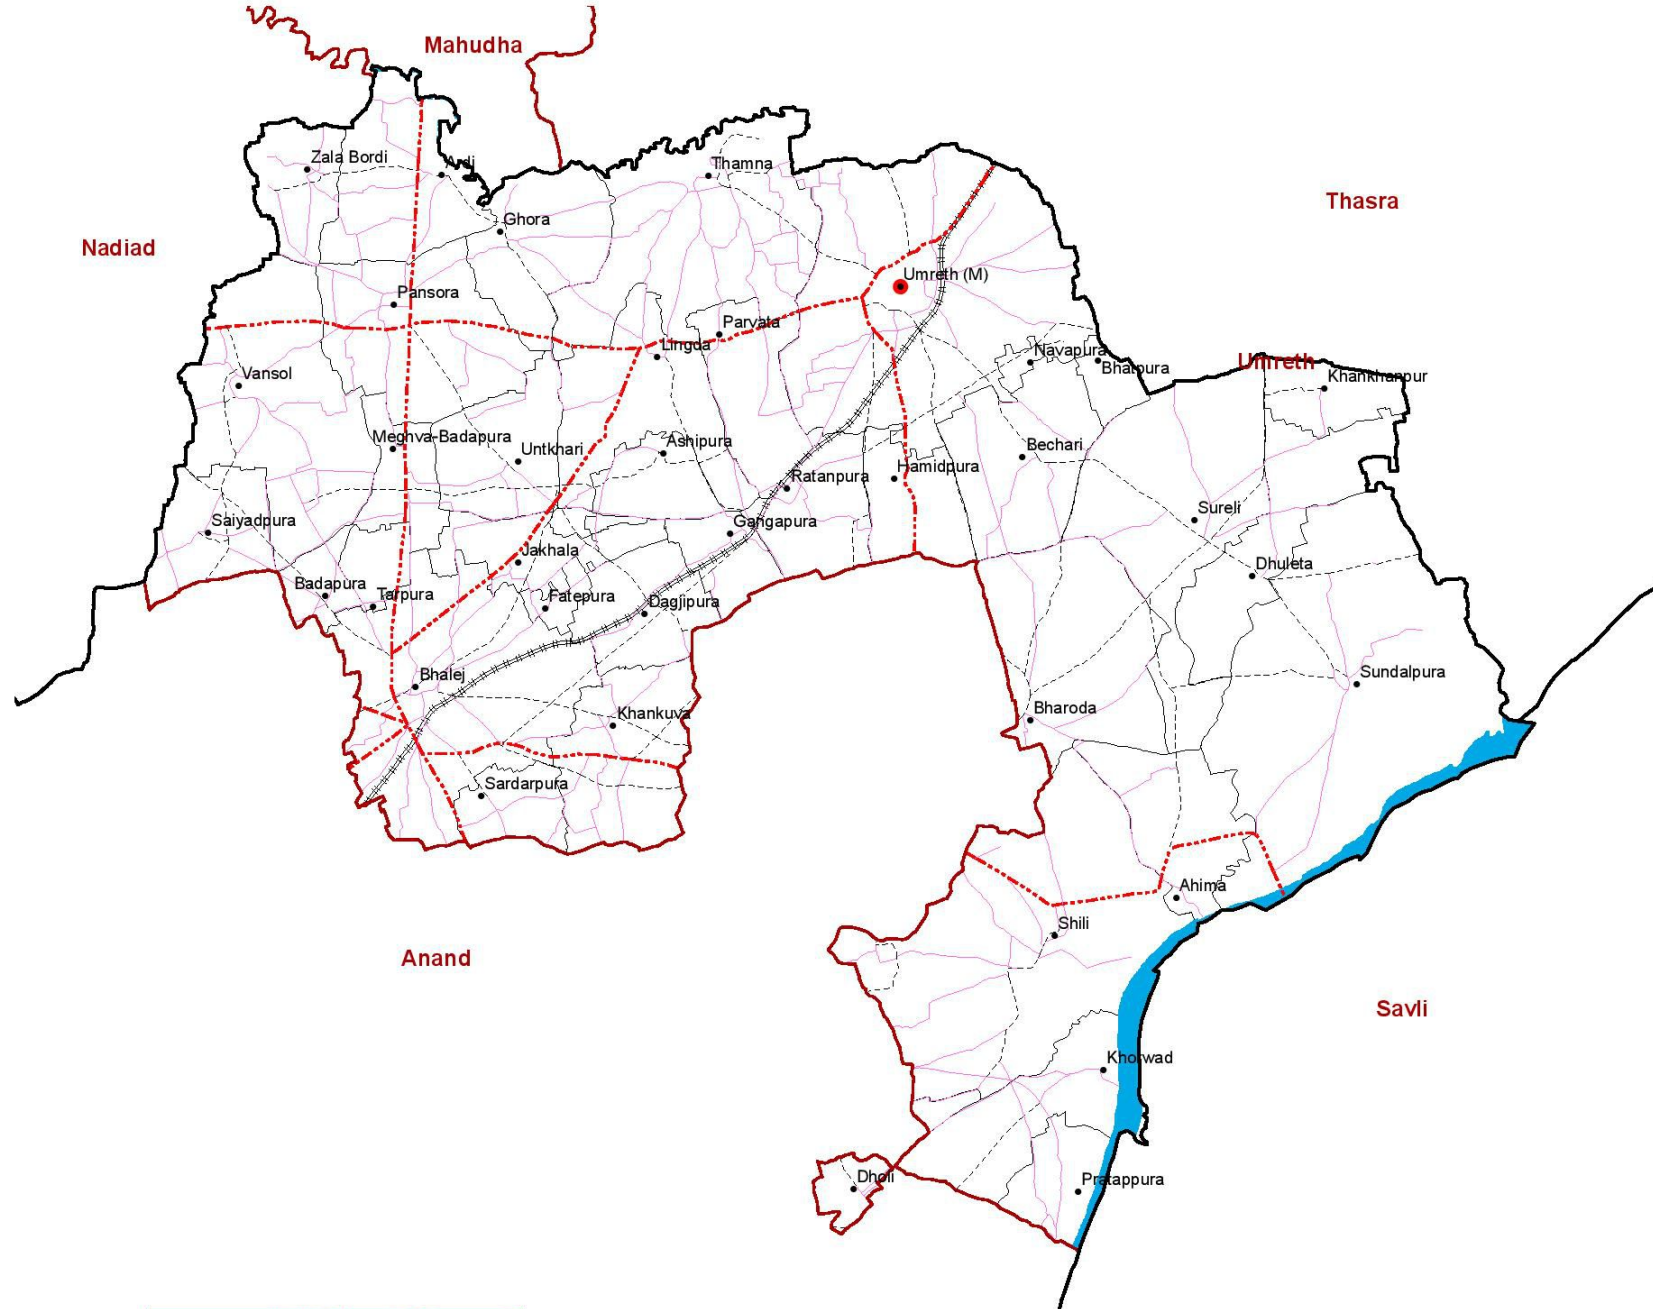 Mahudha
Zala Bordi
Ardi
Thamna
Thasra
Ghora
Nadiad
Umreth (M)
Pansora
Parvata
Lingda
Navapura
Bhatpura
Umreth
Khankhanpur
Vansol
Meghva-Badapura
Untkhari
Ashipura
Bechari
Hamidpura
Ratanpura
Sureli
Saiyadpura
Gangapura
Jakhala
Dhuleta
Badapura
Tarpura
Fatepura
Dagjipura
Bhalej
Sundalpura
Bharoda
Khankuva
Sardarpura
Ahima
Shili
Anand
Savli
Khorwad
Dholi
Pratappura